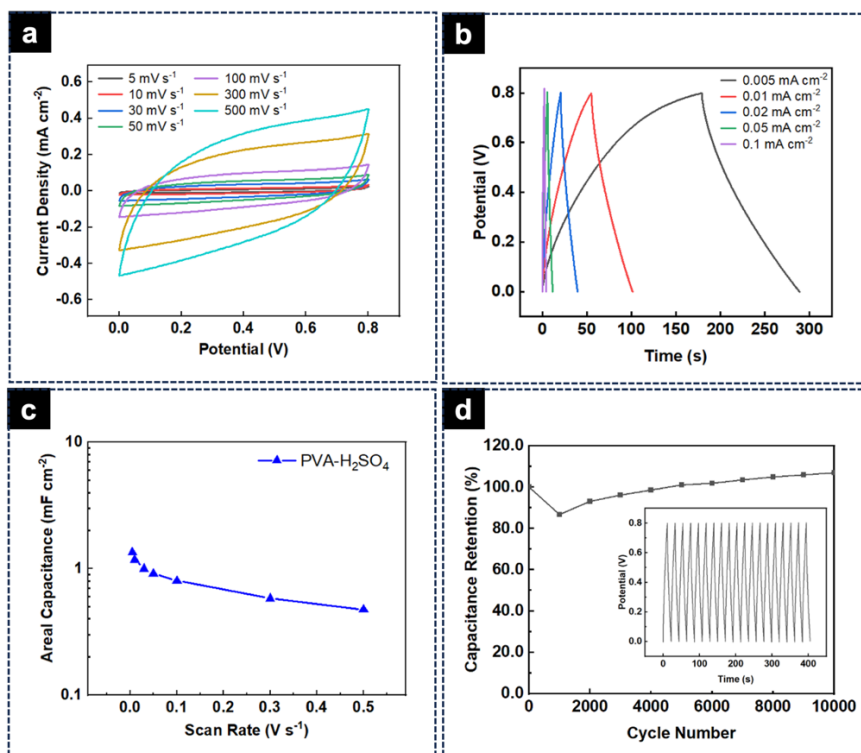 a
5 mV s⁻¹
10 mV s⁻¹
30 mV s⁻¹
50 mV s⁻¹
100 mV s⁻¹
300 mV s⁻¹
500 mV s⁻¹
0.6
0.4
0.2
0.0
-0.2
-0.4
-0.6
Current Density (mA cm⁻²)
0.0 0.2 0.4 0.6 0.8
Potential (V)
b
0.005 mA cm⁻²
0.01 mA cm⁻²
0.02 mA cm⁻²
0.05 mA cm⁻²
0.1 mA cm⁻²
0.8
0.6
0.4
0.2
0.0
Potential (V)
0 50 100 150 200 250 300
Time (s)
c
PVA-H₂SO₄
10
1
0.1
Areal Capacitance (mF cm⁻²)
0.0 0.1 0.2 0.3 0.4 0.5
Scan Rate (V s⁻¹)
d
120.0
100.0
80.0
60.0
40.0
20.0
0.0
Capacitance Retention (%)
0.8
0.6
0.4
0.2
0.0
Potential (V)
0 100 200 300 400
Time (s)
0 2000 4000 6000 8000 10000
Cycle Number